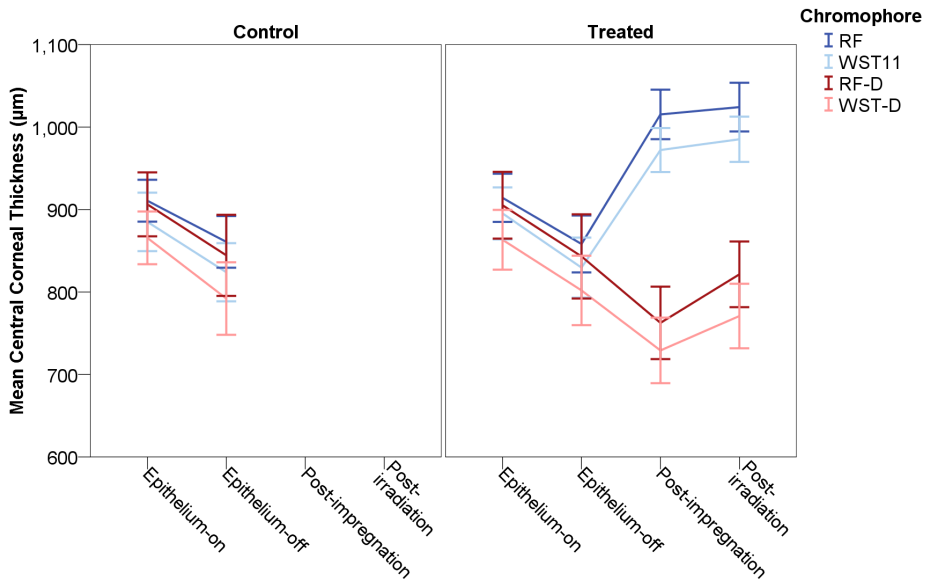 Chromophore
RF
WST11
RF-D
WST-D
Control
Treated
Mean Central Corneal Thickness (µm)
1,100
1,000
900
800
700
600
Epithelium-on
Epithelium-off
Post-impregnation
Post-
irradiation
Epithelium-on
Epithelium-off
Post-impregnation
Post-
irradiation